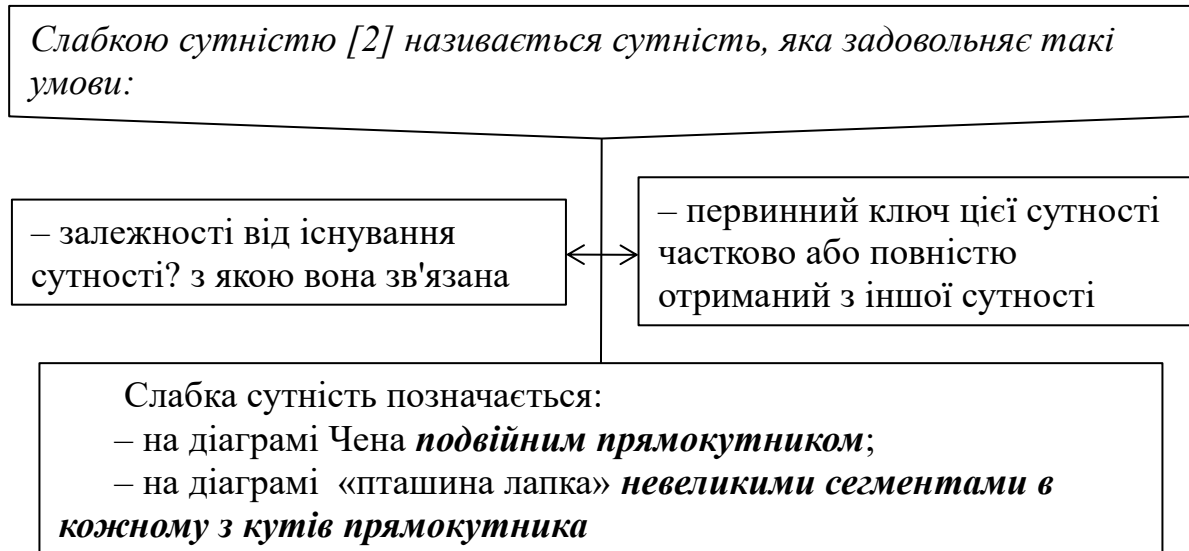 Слабкою сутністю [2] називається сутність, яка задовольняє такі
умови:
– залежності від існування
сутності? з якою вона зв'язана
– первинний ключ цієї сутності
частково або повністю
отриманий з іншої сутності
Слабка сутність позначається:
– на діаграмі Чена подвійним прямокутником;
– на діаграмі «пташина лапка» невеликими сегментами в
кожному з кутів прямокутника